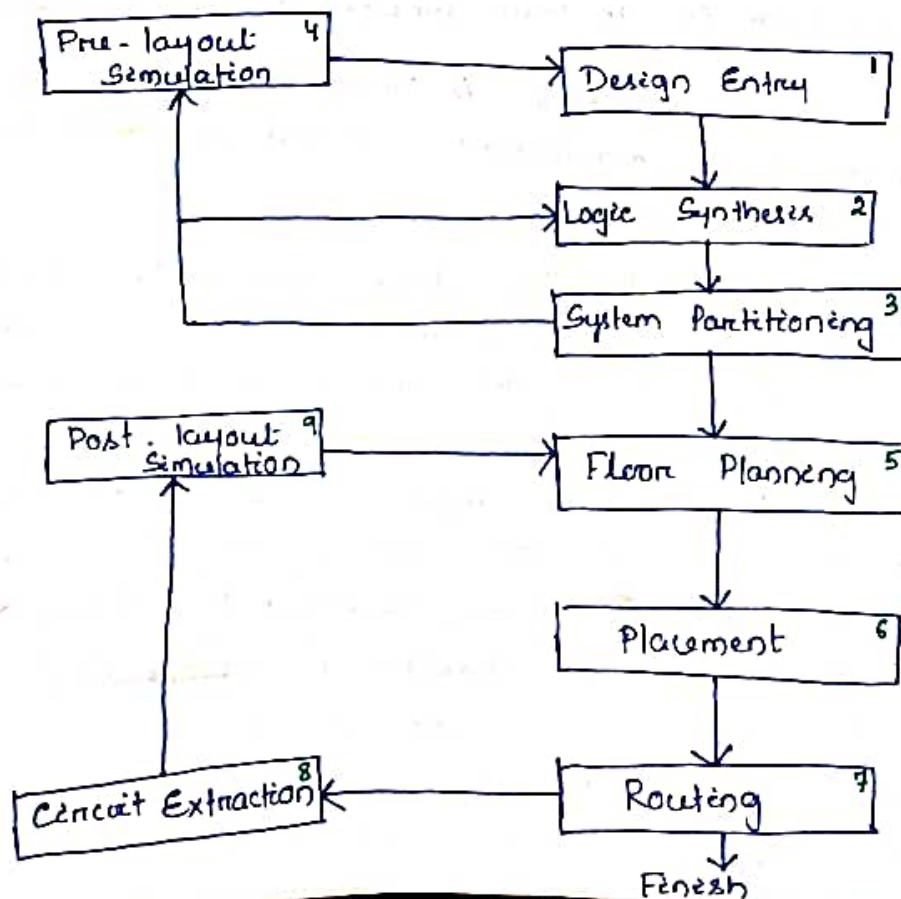 Pre-layout 4
Simulation
Design Entry 1
Logic Synthesis 2
System Partitioning 3
Post-layout 9
Simulation
Floor Planning 5
Placement 6
Circuit Extraction 8
Routing 7
Finish